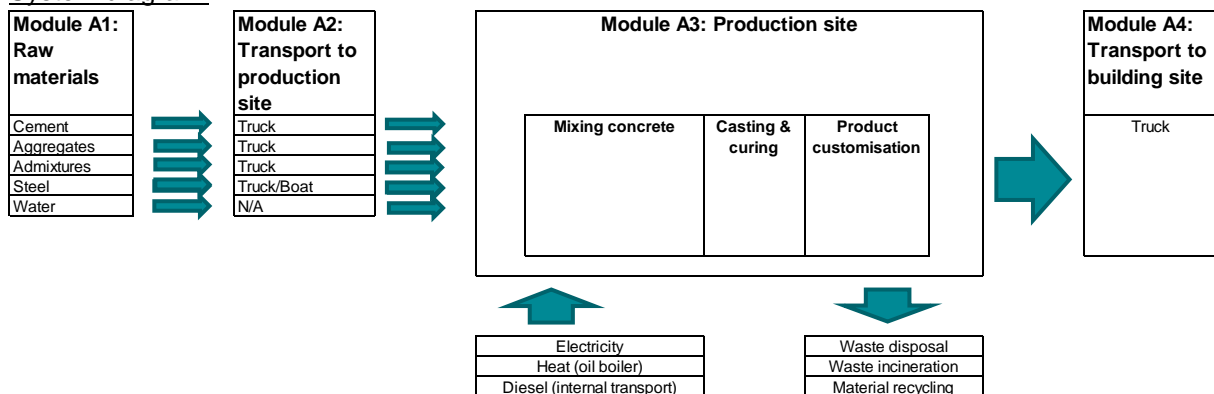 Module A1:
Raw
materials
Cement
Aggregates
Admixtures
Steel
Water
Module A2:
Transport to
production
site
Truck
Truck
Truck
Truck/Boat
N/A
Module A3: Production site
Mixing concrete
Casting &
curing
Product
customisation
Electricity
Heat (oil boiler)
Diesel (internal transport)
Waste disposal
Waste incineration
Material recycling
Module A4:
Transport to
building site
Truck